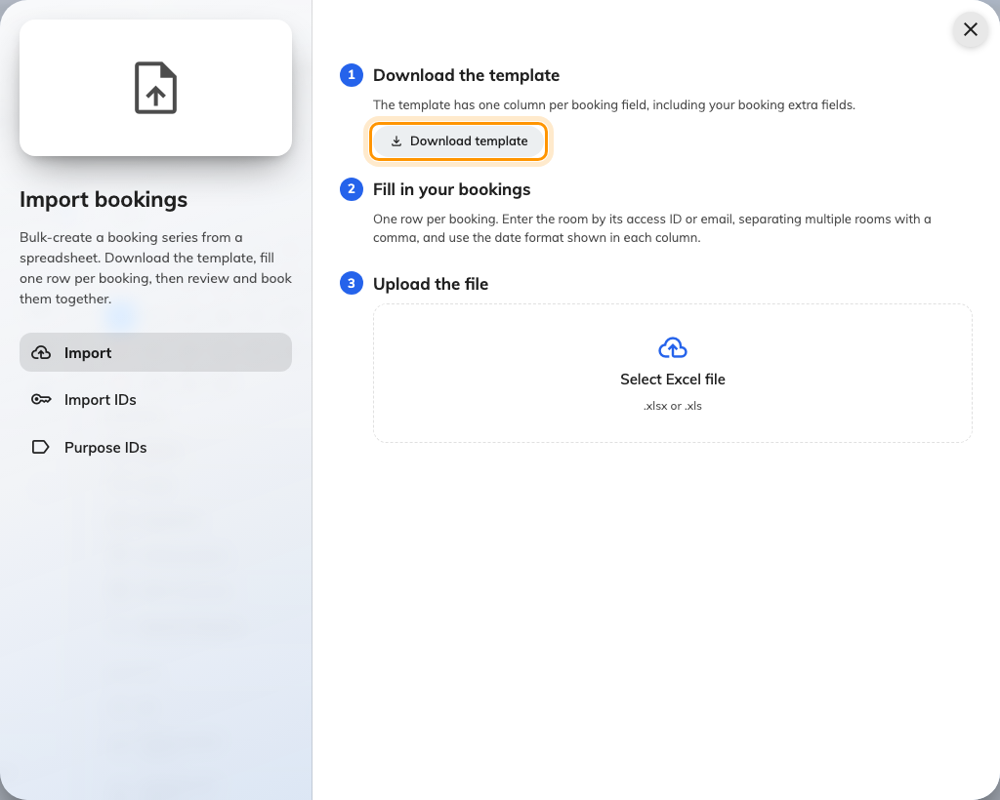 Import bookings
Bulk-create a booking series from a
spreadsheet. Download the template, fill
one row per booking, then review and book
them together.
Import
Import IDs
Purpose IDs
1 Download the template
The template has one column per booking field, including your booking extra fields.
Download template
2 Fill in your bookings
One row per booking. Enter the room by its access ID or email, separating multiple rooms with a
comma, and use the date format shown in each column.
3 Upload the file
Select Excel file
.xlsx or .xls